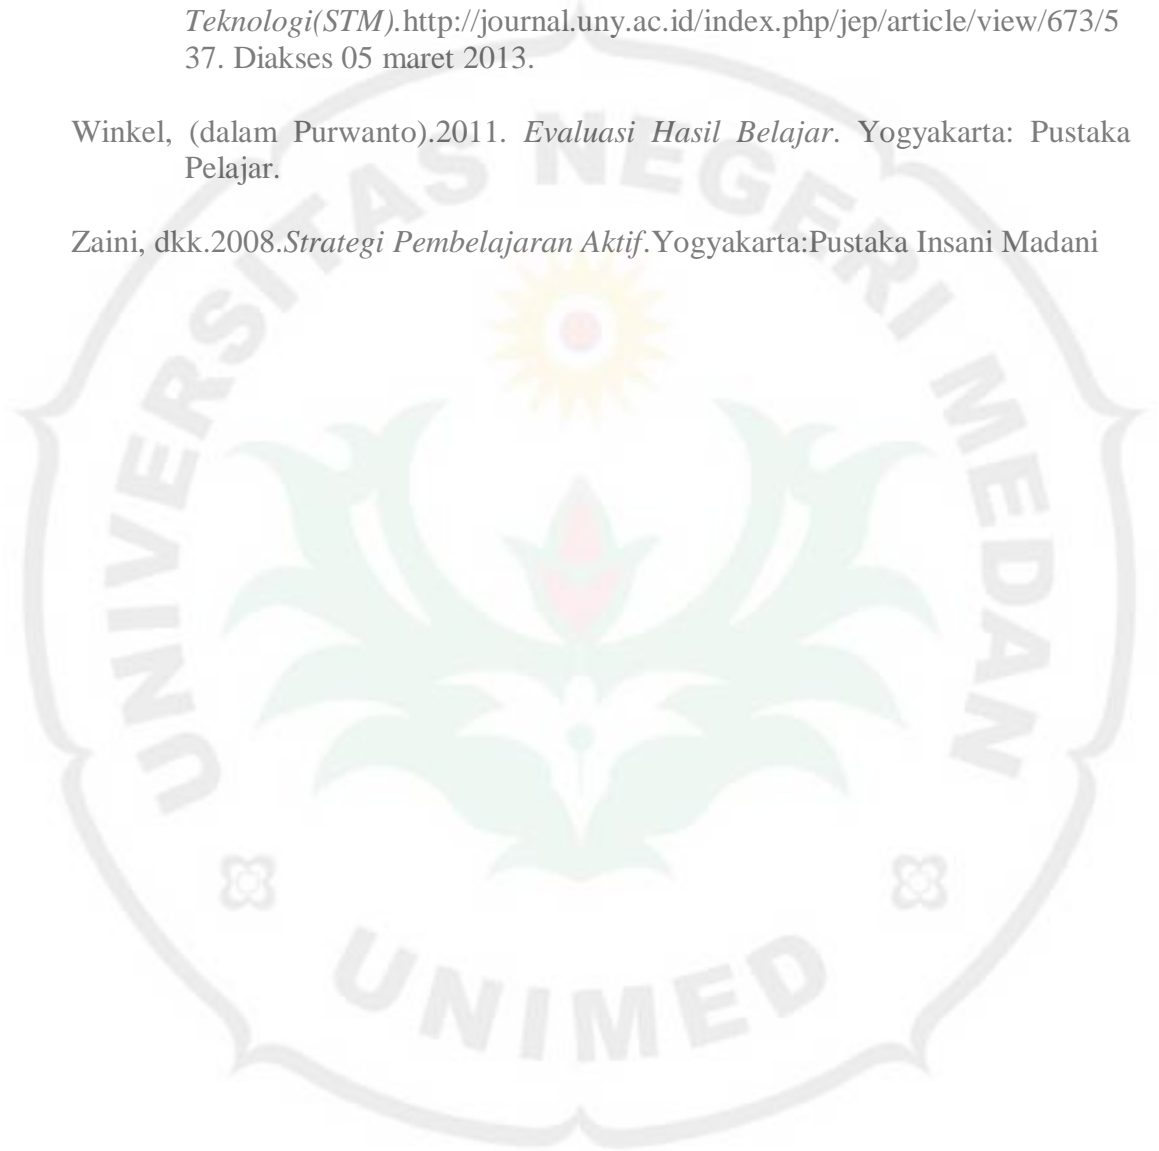 Teknologi(STM).http://journal.uny.ac.id/index.php/jep/article/view/673/5
37. Diakses 05 maret 2013.
Winkel, (dalam Purwanto).2011. Evaluasi Hasil Belajar. Yogyakarta: Pustaka
Pelajar.
Zaini, dkk.2008.Strategi Pembelajaran Aktif.Yogyakarta:Pustaka Insani Madani
UNIVERSITAS NEGERI MEDAN
UNIMED